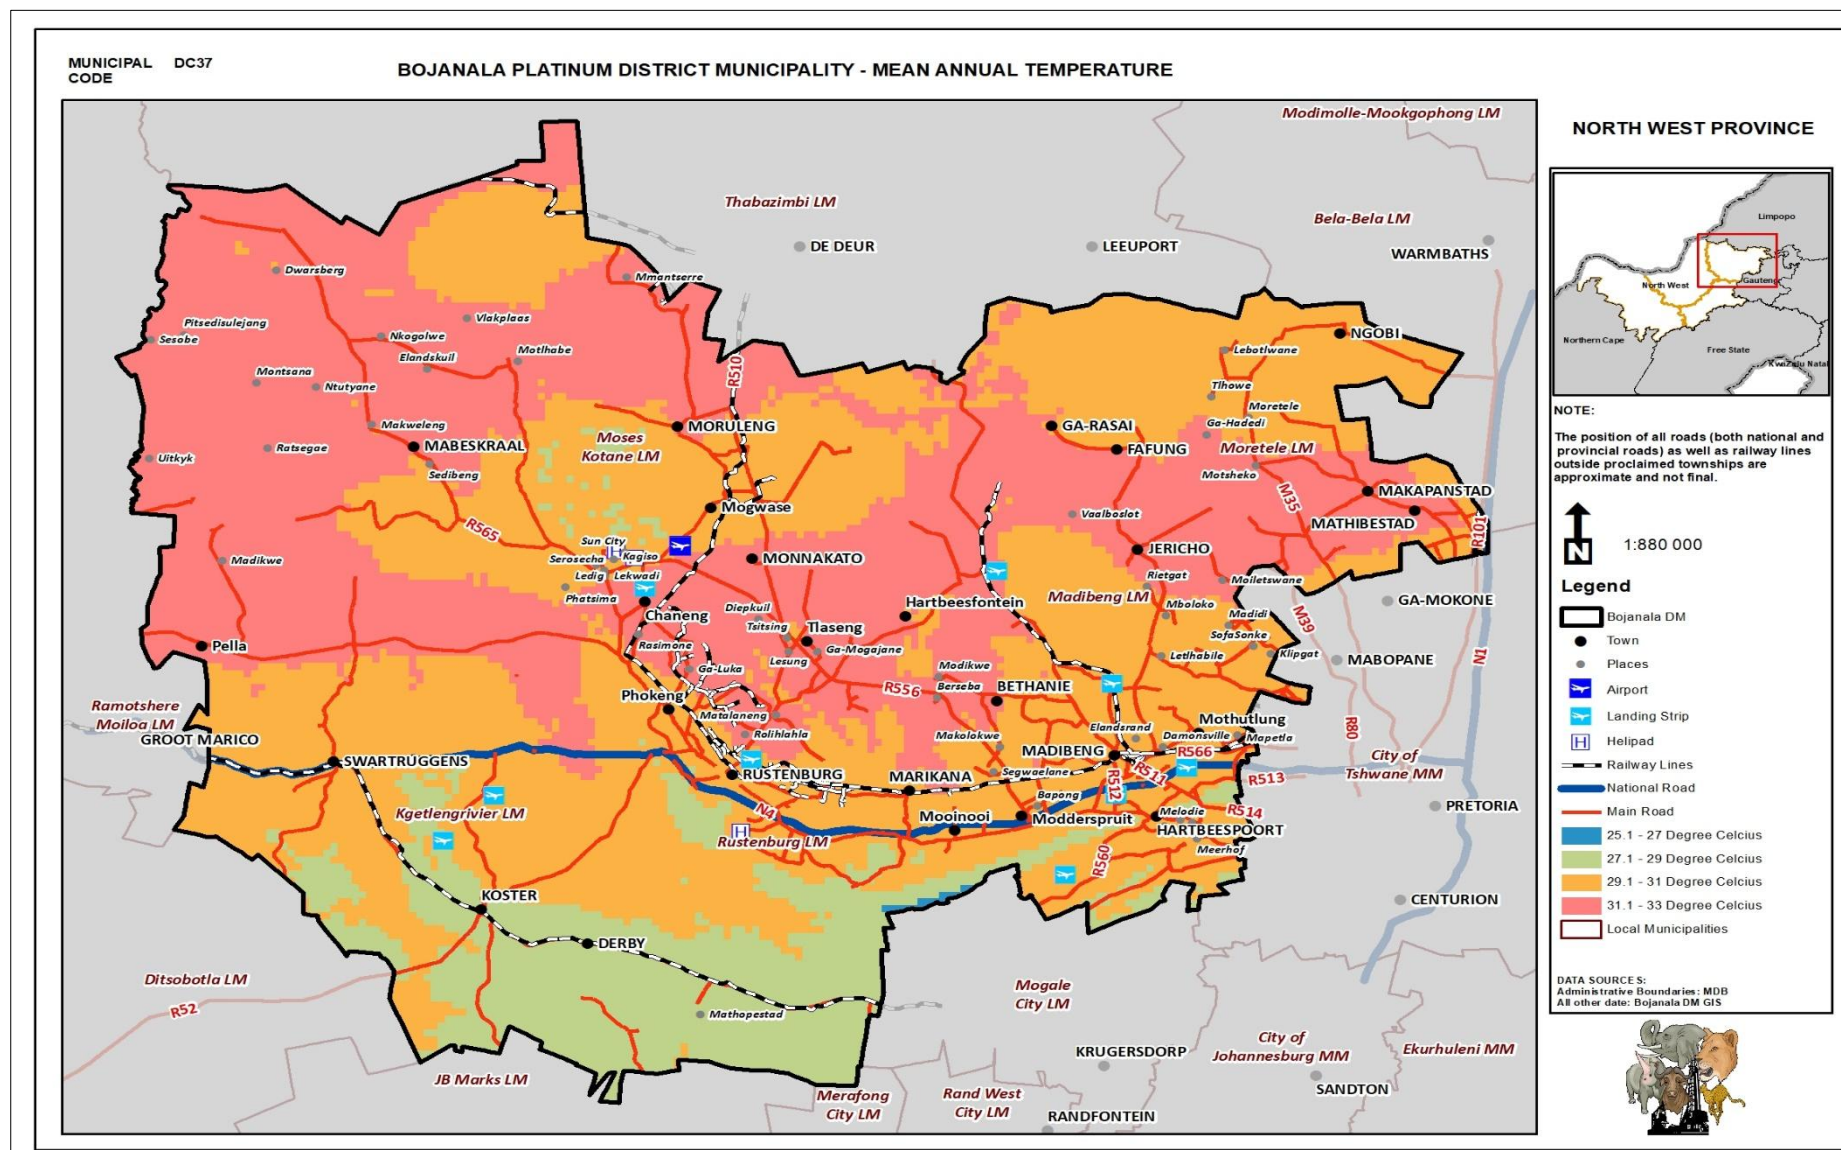 MUNICIPAL CODE DC37
BOJANALA PLATINUM DISTRICT MUNICIPALITY - MEAN ANNUAL TEMPERATURE
Modimolle-Mookgophong LM
Thabazimbi LM
Bela-Bela LM
DE DEUR
LEEUPORT
WARMBATHS
Dwarsberg
Mmantserre
Pitsedisulejang
Vlakplaas
Sesobe
Nkogolwe
NGOBI
Elandskuil
Motlhabe
Lebotlwane
R510
Montsana
Ntutyane
Tlhowe
Moretele
Makweleng
MORULENG
GA-RASAI
Ga-Hadedi
Moses
Kotane LM
MABESKRAAL
Ratsegae
FAFUNG
Moretele LM
Uitkyk
Sedibeng
Motsheko
MAKAPANSTAD
M35
Mogwase
Vaalboslot
MATHIBESTAD
R565
R101
Sun City
Serosecha
Kagiso
JERICHO
Madikwe
MONNAKATO
Ledig
Lekwadi
Rietgat
Moiletswane
Phatsima
Madibeng LM
GA-MOKONE
Chaneng
Diepkuil
Hartbeesfontein
Mboloko
Madidi
M39
Tsitsing
Tlaseng
SofaSonke
Pella
Rasimone
Ga-Mogajane
Letlhabile
Klipgat
MABOPANE
N1
Lesung
Ga-Luka
Modikwe
R556
Berseba
BETHANIE
Phokeng
Ramotshere
Moiloa LM
Matalaneng
Mothutlung
R80
Rolihlahla
Elandsrand
GROOT MARICO
Makolokwe
Damonsville
Mapetla
MADIBENG
R566
City of
Tshwane MM
SWARTRUGGENS
RUSTENBURG
MARIKANA
Segwaelane
R511
R513
R512
Bapong
Kgetlengrivier LM
N4
Mooinooi
Modderspruit
Melodie
R514
PRETORIA
HARTBEESPOORT
Rustenburg LM
Meerhof
R560
KOSTER
CENTURION
DERBY
Ditsobotla LM
Mogale
City LM
R52
Mathopestad
City of
Johannesburg MM
KRUGERSDORP
Ekurhuleni MM
JB Marks LM
SANDTON
Merafong
City LM
Rand West
City LM
RANDFONTEIN
NORTH WEST PROVINCE
Limpopo
North West
Gauteng
Northern Cape
Free State
KwaZulu Natal
NOTE:
The position of all roads (both national and
provincial roads) as well as railway lines
outside proclaimed townships are
approximate and not final.
N
1:880 000
Legend
Bojanala DM
Town
Places
Airport
Landing Strip
H Helipad
Railway Lines
National Road
Main Road
25.1 - 27 Degree Celcius
27.1 - 29 Degree Celcius
29.1 - 31 Degree Celcius
31.1 - 33 Degree Celcius
Local Municipalities
DATA SOURCES:
Administrative Boundaries: MDB
All other date: Bojanala DM GIS